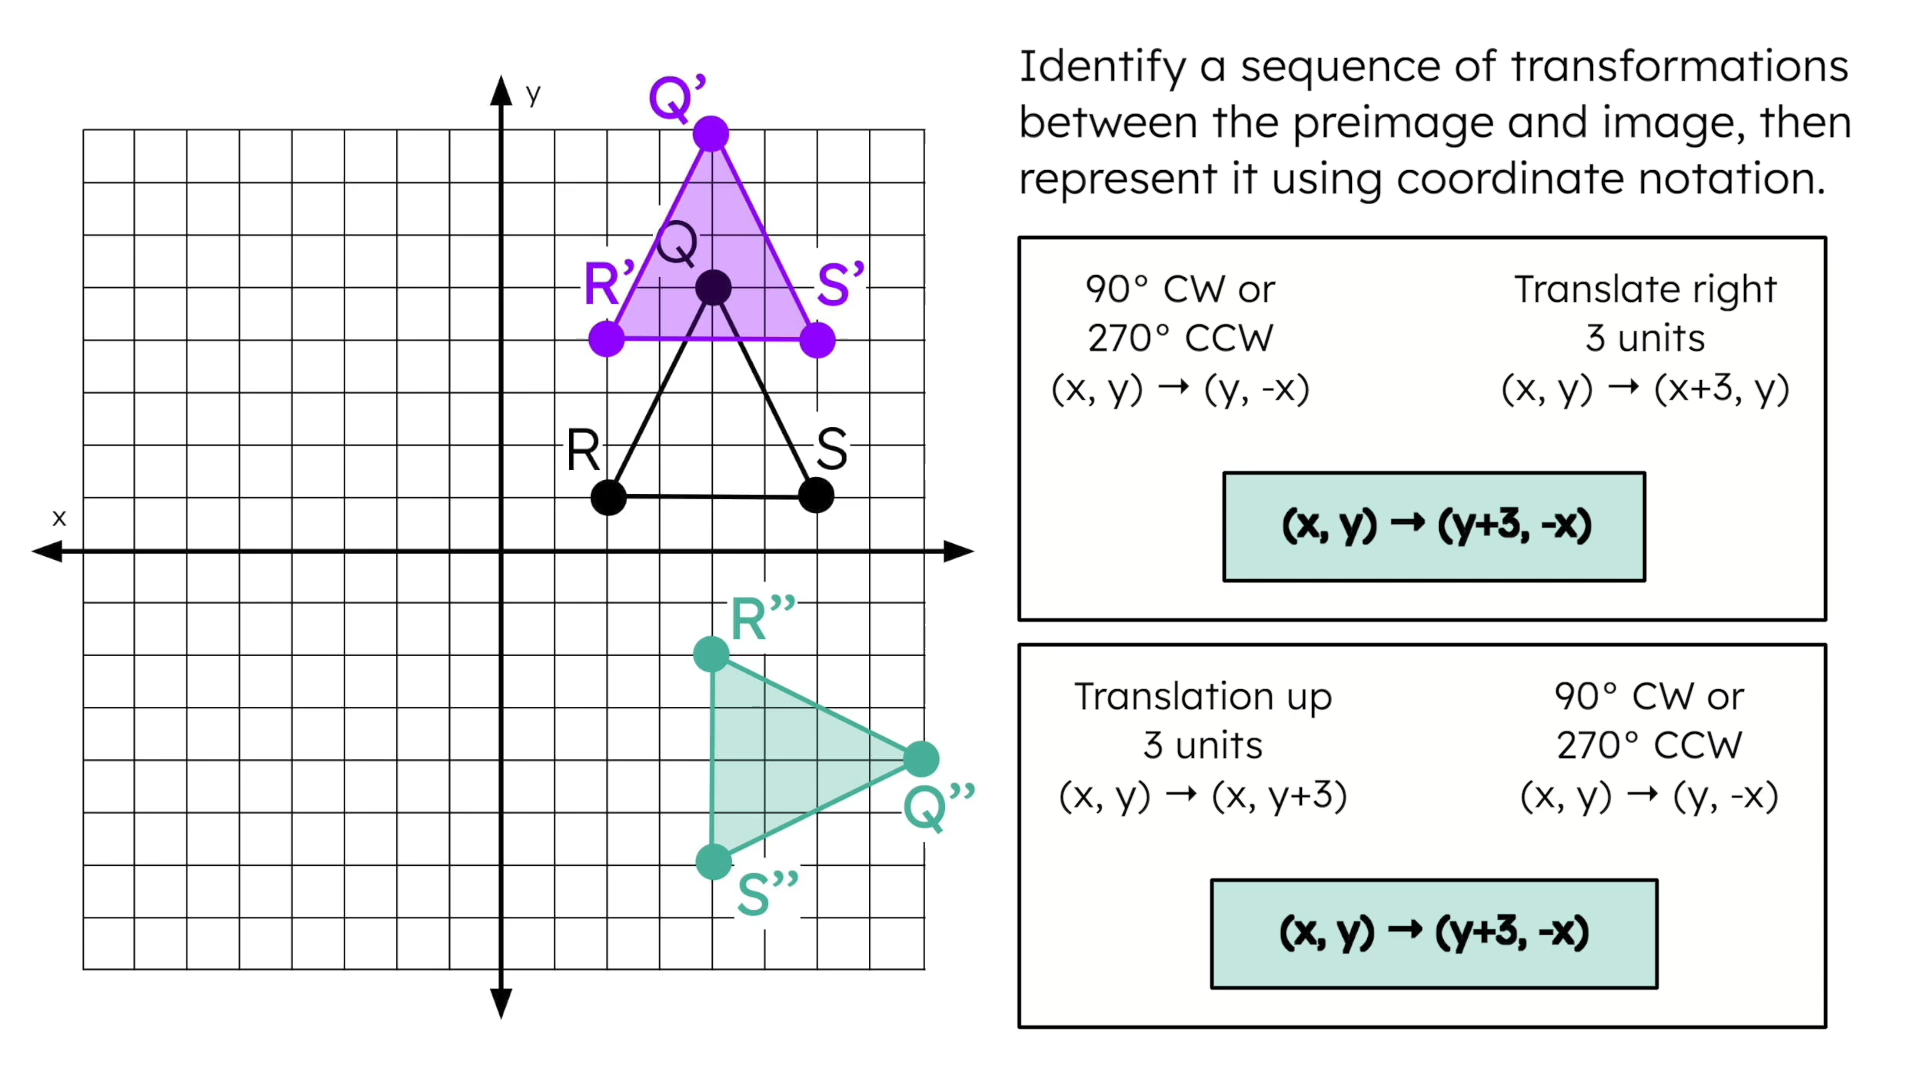 Identify a sequence of transformations
between the preimage and image, then
represent it using coordinate notation.
y
x
Q’
Q
R’
S’
R
S
R’’
Q’’
S’’
90° CW or
270° CCW
(x, y) → (y, -x)
Translate right
3 units
(x, y) → (x+3, y)
(x, y) → (y+3, -x)
Translation up
3 units
(x, y) → (x, y+3)
90° CW or
270° CCW
(x, y) → (y, -x)
(x, y) → (y+3, -x)